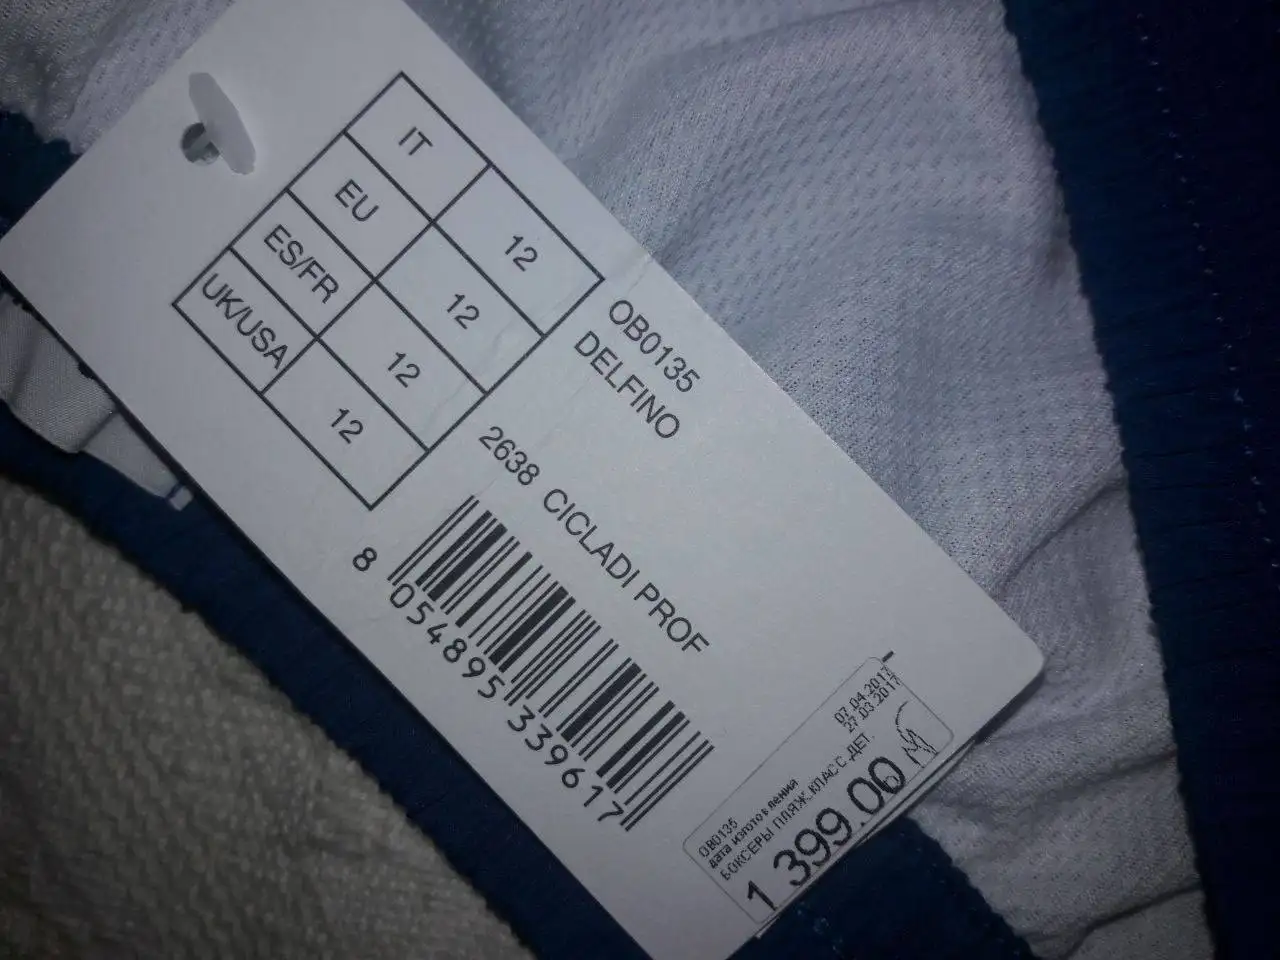 IT 12
EU 12
ES/FR 12
UK/USA 12
OB0135
DELFINO
2638 CICLADI PROF
8 054895 339617
07.04.2017
27.03.2017
OB0135
дата изготовления
БОКСЕРЫ ПЛЯЖ.КЛАСС.ДЕТ.
1 399.00